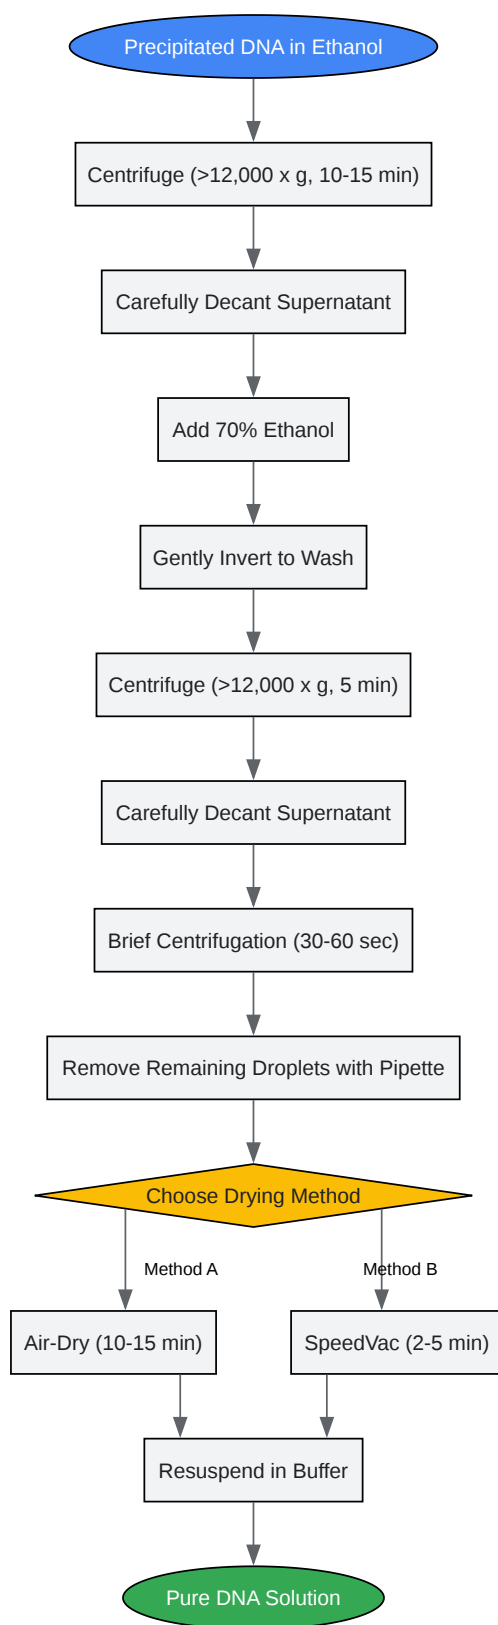 Precipitated DNA in Ethanol
Centrifuge (>12,000 x g, 10-15 min)
Carefully Decant Supernatant
Add 70% Ethanol
Gently Invert to Wash
Centrifuge (>12,000 x g, 5 min)
Carefully Decant Supernatant
Brief Centrifugation (30-60 sec)
Remove Remaining Droplets with Pipette
Choose Drying Method
Method A
Method B
Air-Dry (10-15 min)
SpeedVac (2-5 min)
Resuspend in Buffer
Pure DNA Solution